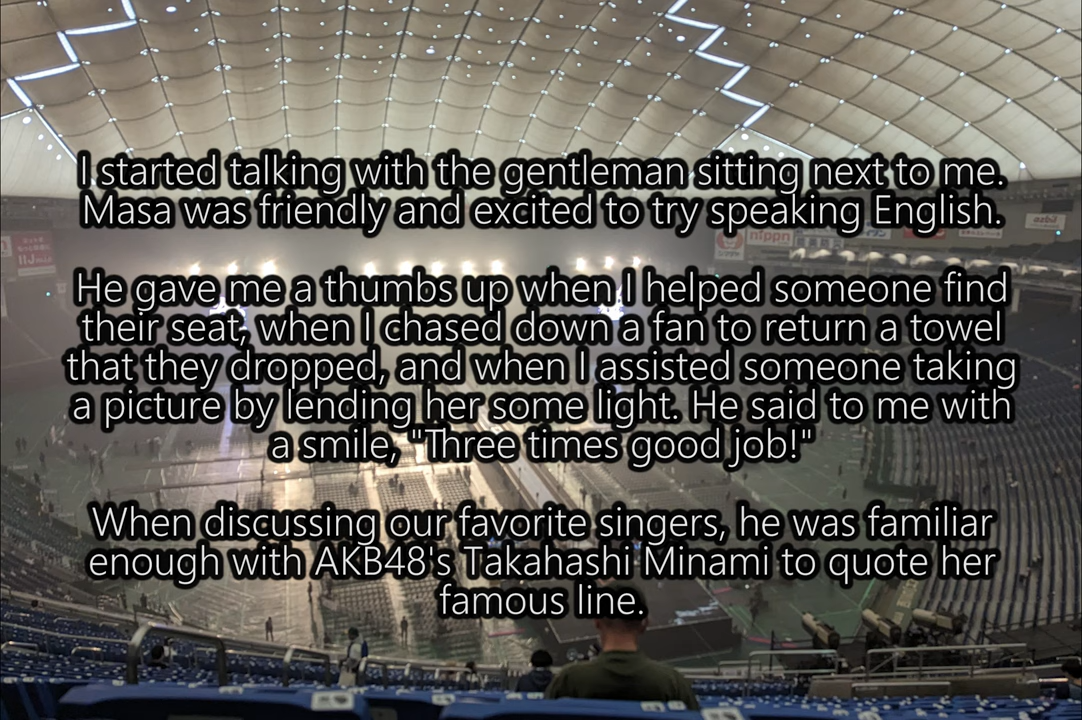 I started talking with the gentleman sitting next to me.
Masa was friendly and excited to try speaking English.
He gave me a thumbs up when I helped someone find
their seat, when I chased down a fan to return a towel
that they dropped, and when I assisted someone taking
a picture by lending her some light. He said to me with
a smile, "Three times good job!"
When discussing our favorite singers, he was familiar
enough with AKB48's Takahashi Minami to quote her
famous line.
azbil
nippn
IIJmio